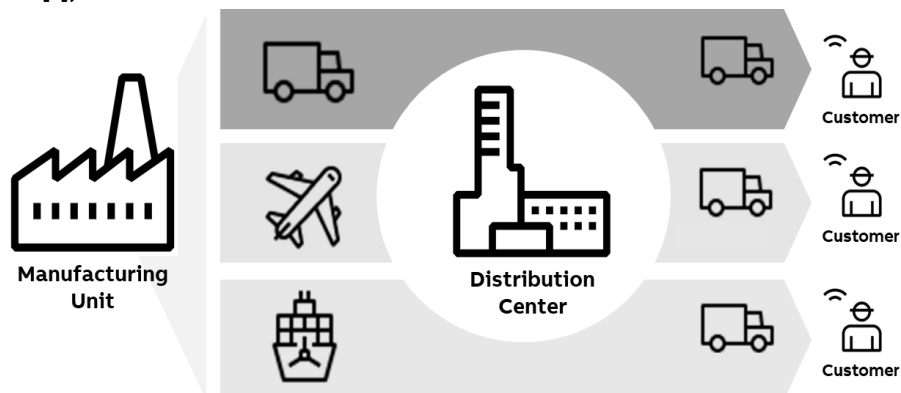 Customer
Customer
Manufacturing
Unit
Distribution
Center
Customer